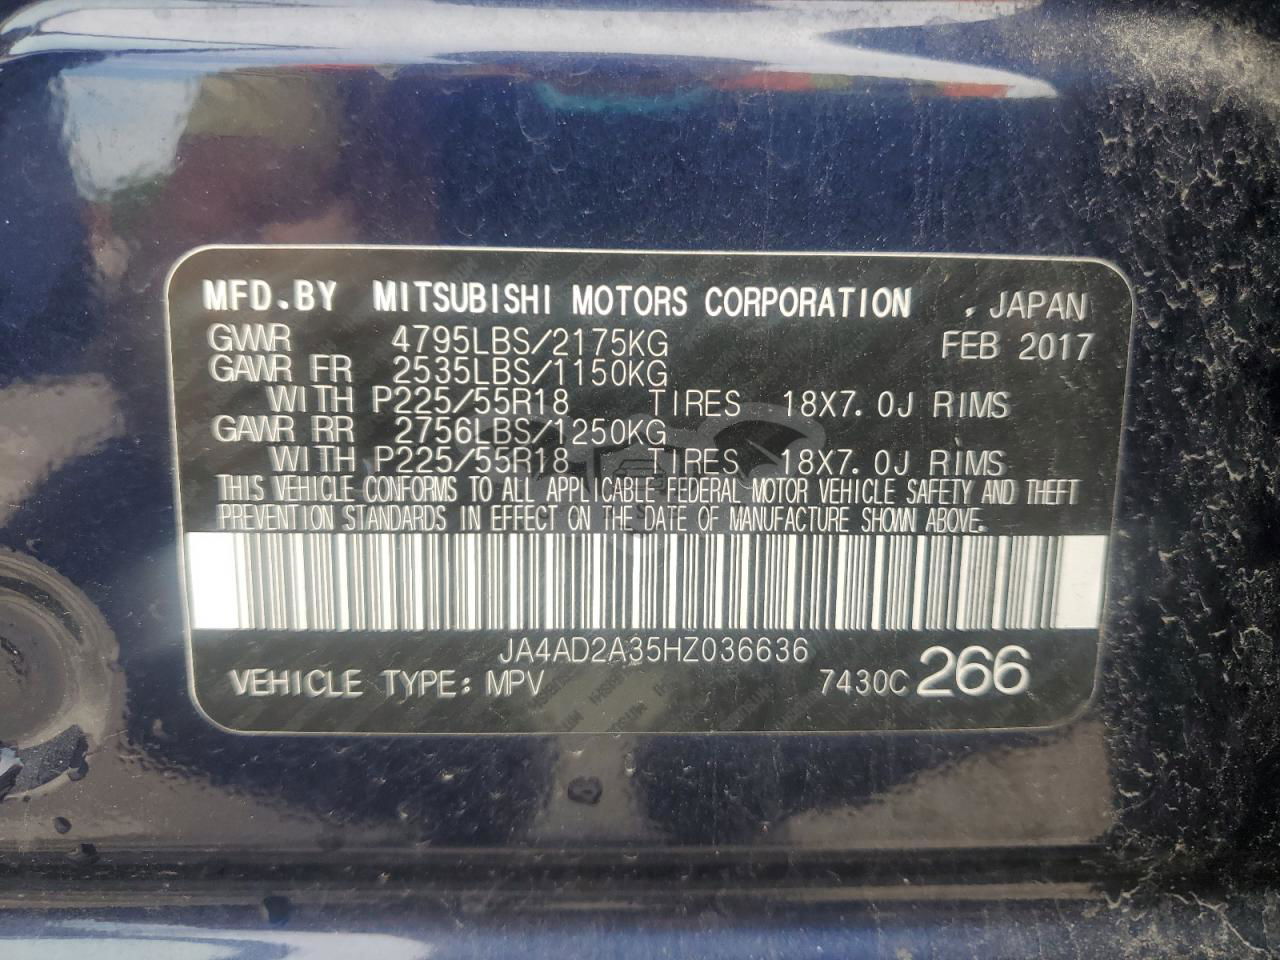 MFD.BY MITSUBISHI MOTORS CORPORATION , JAPAN
GVWR 4795LBS/2175KG FEB 2017
GAWR FR 2535LBS/1150KG
WITH P225/55R18 TIRES 18X7.0J RIMS
GAWR RR 2756LBS/1250KG
WITH P225/55R18 TIRES 18X7.0J RIMS
THIS VEHICLE CONFORMS TO ALL APPLICABLE FEDERAL MOTOR VEHICLE SAFETY AND THEFT
PREVENTION STANDARDS IN EFFECT ON THE DATE OF MANUFACTURE SHOWN ABOVE.
JA4AD2A35HZ036636
VEHICLE TYPE: MPV 7430C 266